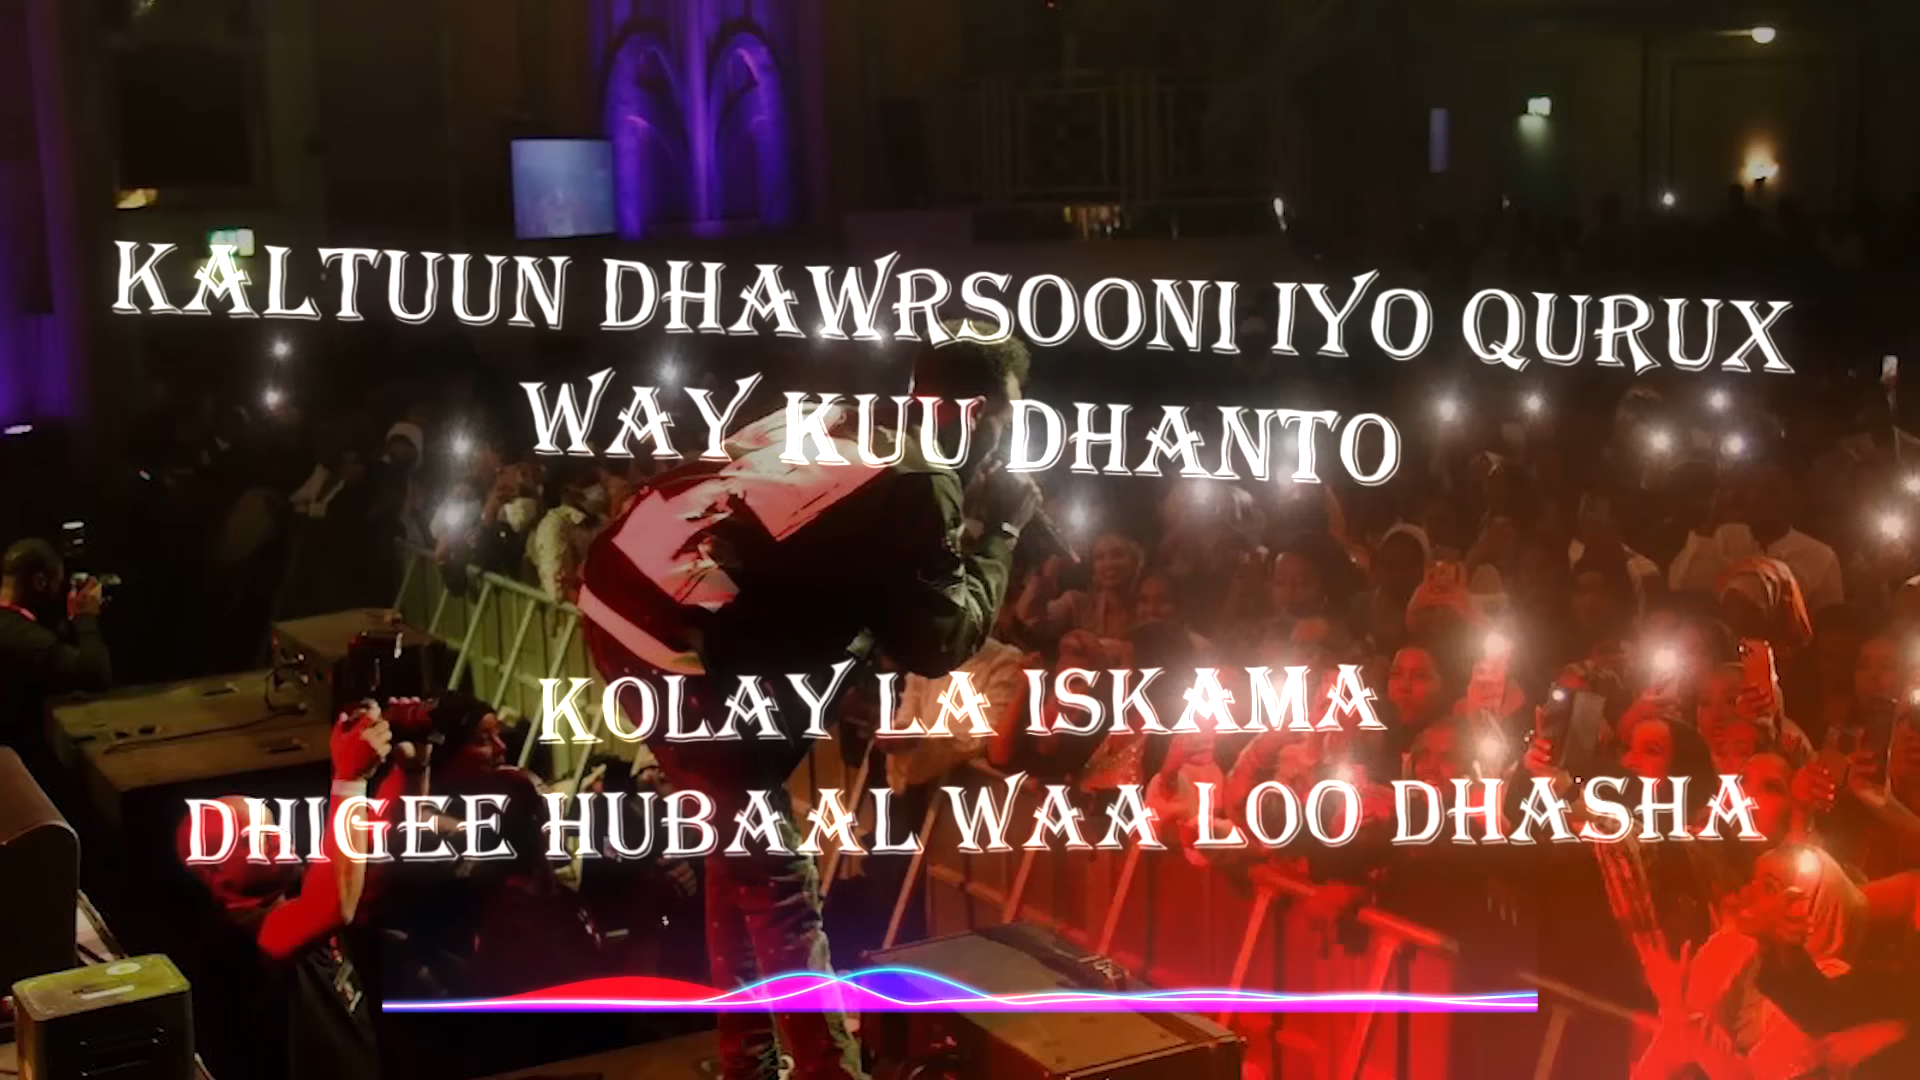 KALTUUN DHAWRSOONI IYO QURUX
WAY KUU DHANTO
KOLAY LA ISKAMA
DHIGEE HUBAAL WAA LOO DHASHA